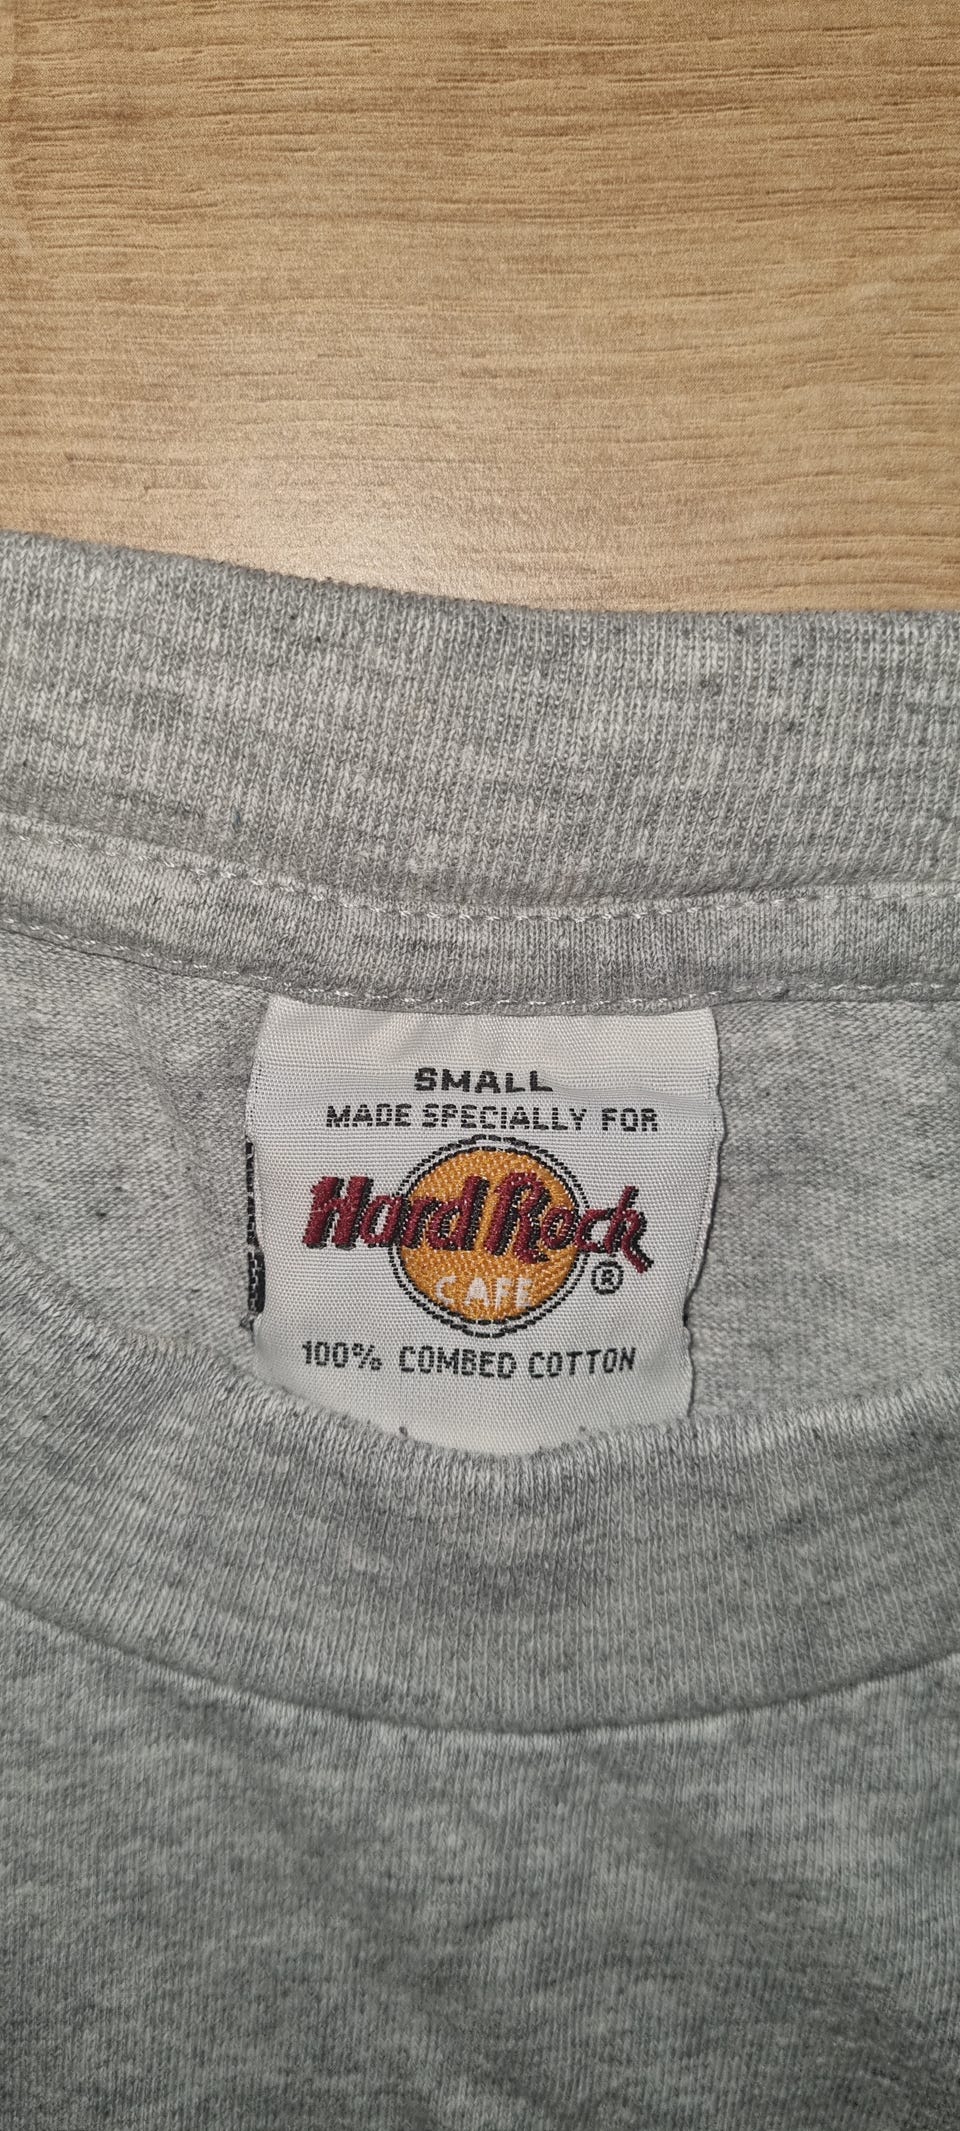 SMALL
MADE SPECIALLY FOR
Hard Rock
CAFE ®
100% COMBED COTTON